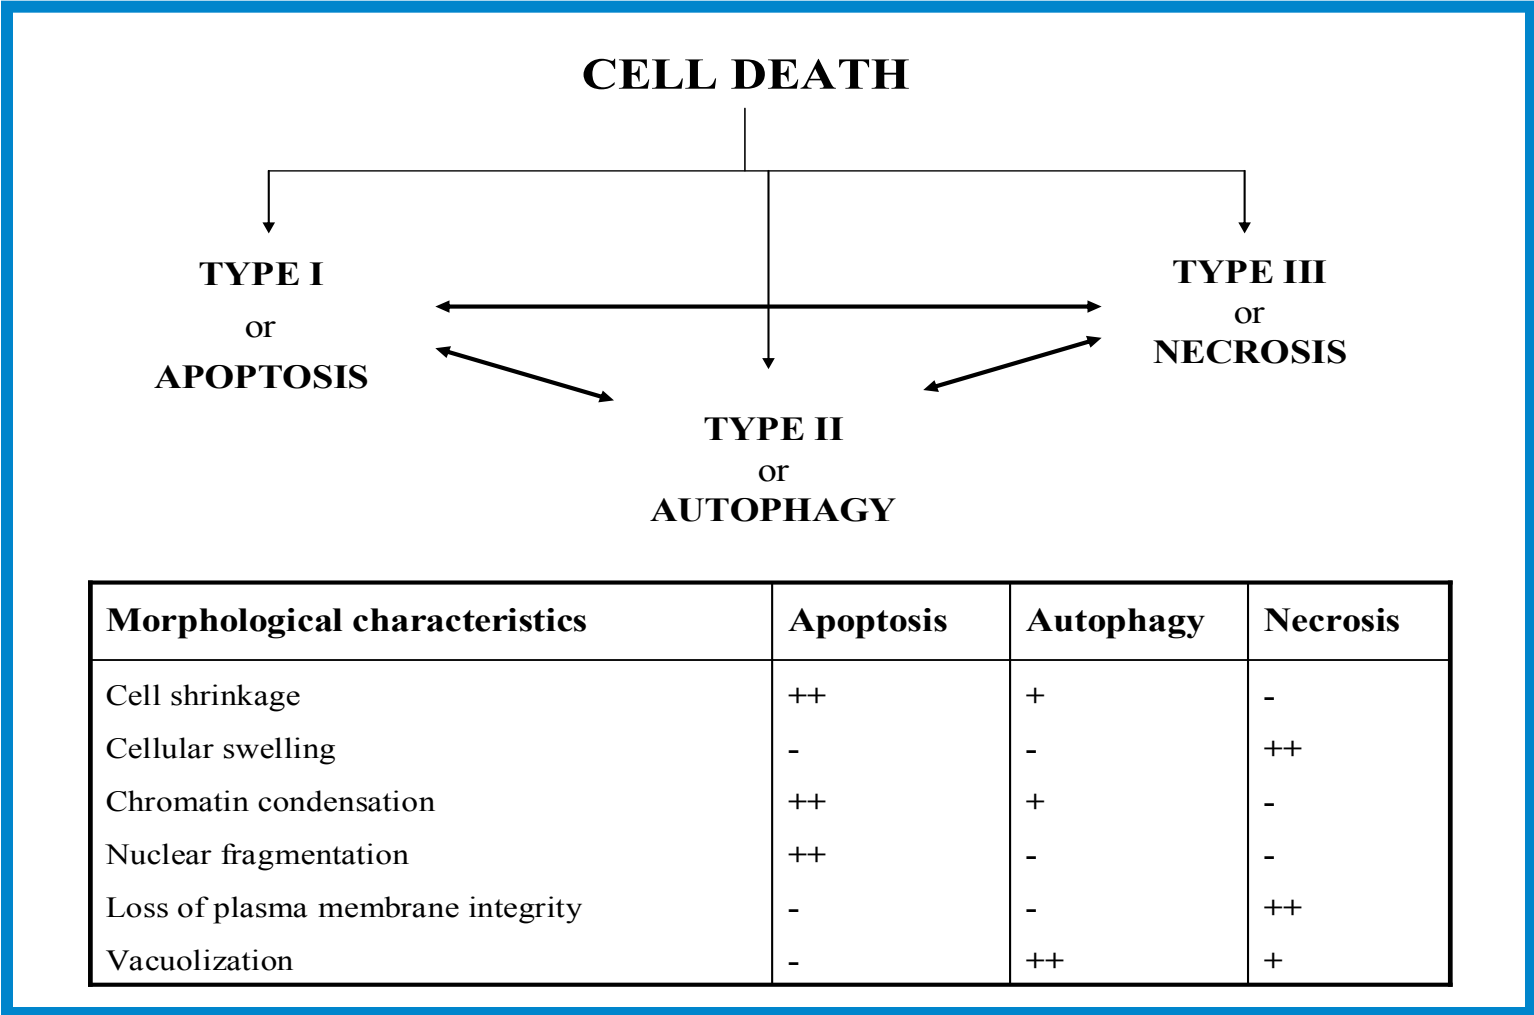 CELL DEATH
TYPE I
or
APOPTOSIS
TYPE III
or
NECROSIS
TYPE II
or
AUTOPHAGY
Morphological characteristics Apoptosis Autophagy Necrosis
Cell shrinkage ++ + -
Cellular swelling - - ++
Chromatin condensation ++ + -
Nuclear fragmentation ++ - -
Loss of plasma membrane integrity - - ++
Vacuolization - ++ +